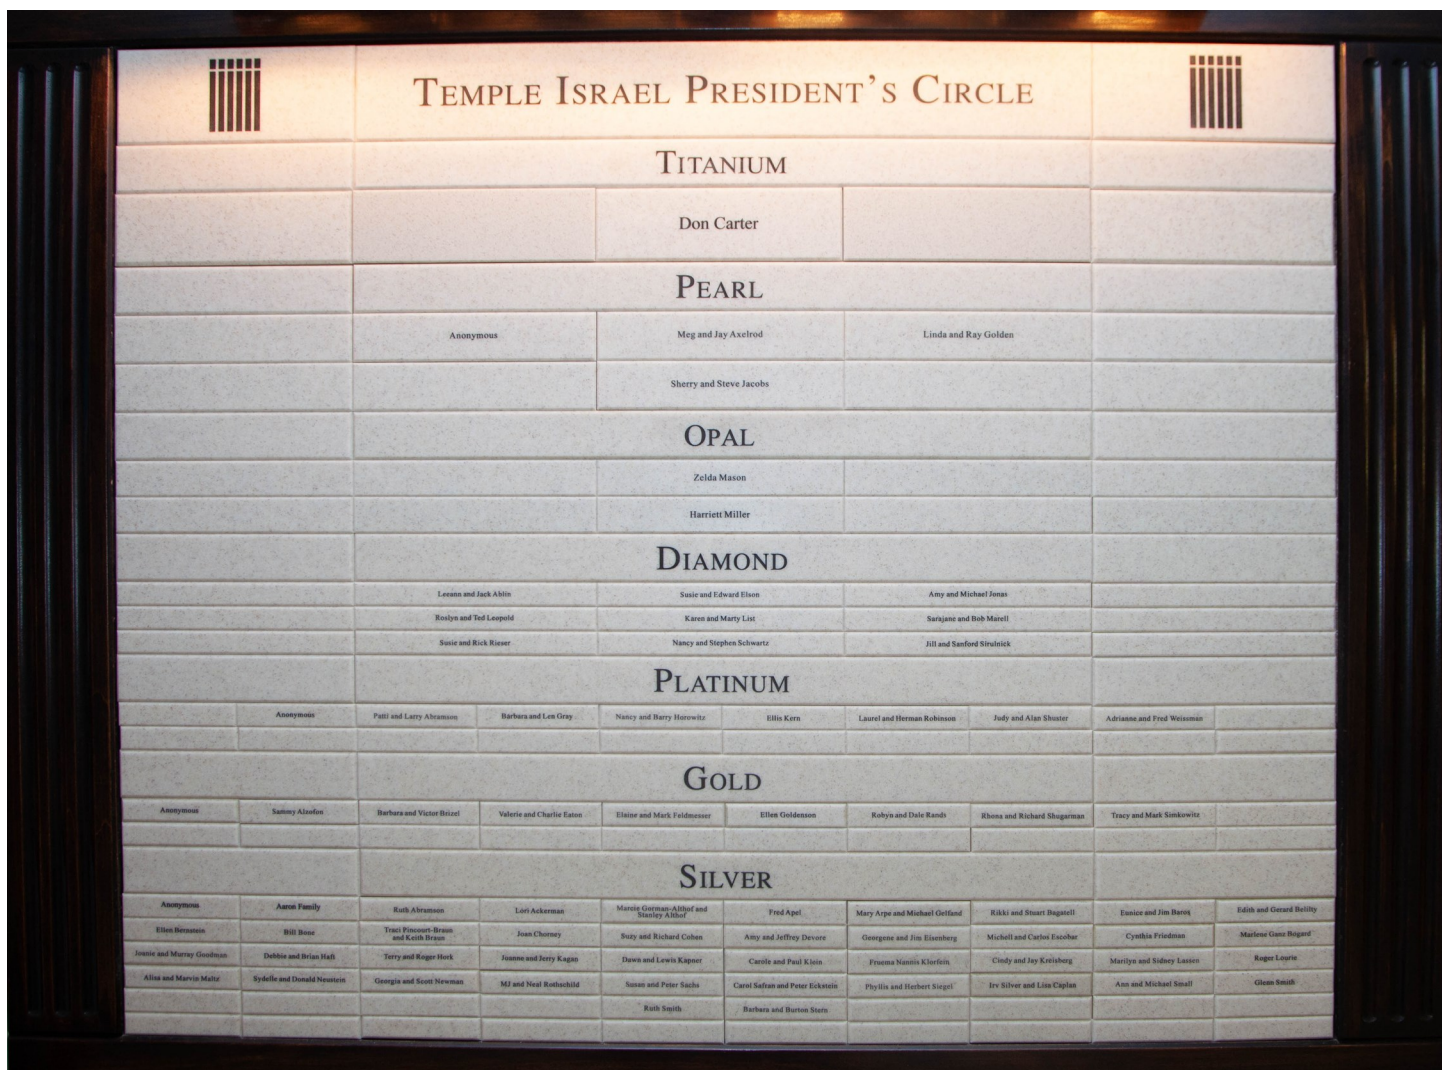 TEMPLE ISRAEL PRESIDENT'S CIRCLE
TITANIUM
Don Carter
PEARL
Anonymous
Meg and Jay Axelrod
Linda and Ray Golden
Sherry and Steve Jacobs
OPAL
Zelda Mason
Harriett Miller
DIAMOND
Leeann and Jack Ablin
Susie and Edward Elson
Amy and Michael Jonas
Roslyn and Ted Leopold
Karen and Marty List
Sarajane and Bob Marell
Susie and Rick Rieser
Nancy and Stephen Schwartz
Jill and Sanford Strulnick
PLATINUM
Anonymous
Patti and Larry Abramson
Barbara and Len Gray
Nancy and Barry Horowitz
Ellis Kern
Laurel and Herman Robinson
Judy and Alan Shuster
Adrianne and Fred Weissman
GOLD
Anonymous
Sammy Alzofon
Barbara and Victor Brizel
Valerie and Charlie Eaton
Elaine and Mark Feldmesser
Ellen Goldenson
Robyn and Dale Rands
Rhona and Richard Shugarman
Tracy and Mark Simkowitz
SILVER
Anonymous
Aaron Family
Ruth Abramson
Lori Ackerman
Marcie Gorman-Althof and
Stanley Althof
Fred Apel
Mary Arpe and Michael Gelfand
Rikki and Stuart Bagatell
Eunice and Jim Baros
Edith and Gerard Belilty
Ellen Bernstein
Bill Bone
Traci Pincourt-Braun
and Keith Braun
Joan Chorney
Suzy and Richard Cohen
Amy and Jeffrey Devore
Georgene and Jim Eisenberg
Michell and Carlos Escobar
Cynthia Friedman
Marlene Ganz Bogard
Joanie and Murray Goodman
Debbie and Brian Haft
Terry and Roger Hork
Juanne and Jerry Kagan
Dawn and Lewis Kapner
Carole and Paul Klein
Fruema Nannis Klorfein
Cindy and Jay Kreisberg
Marilyn and Sidney Lassen
Roger Lourie
Alisa and Marvin Maltz
Sydelle and Donald Neustein
Georgia and Scott Newman
MJ and Neal Rothschild
Susan and Peter Sachs
Carol Safran and Peter Eckstein
Phyllis and Herbert Siegel
Irv Silver and Lisa Caplan
Ann and Michael Small
Glenn Smith
Ruth Smith
Barbara and Burton Stern